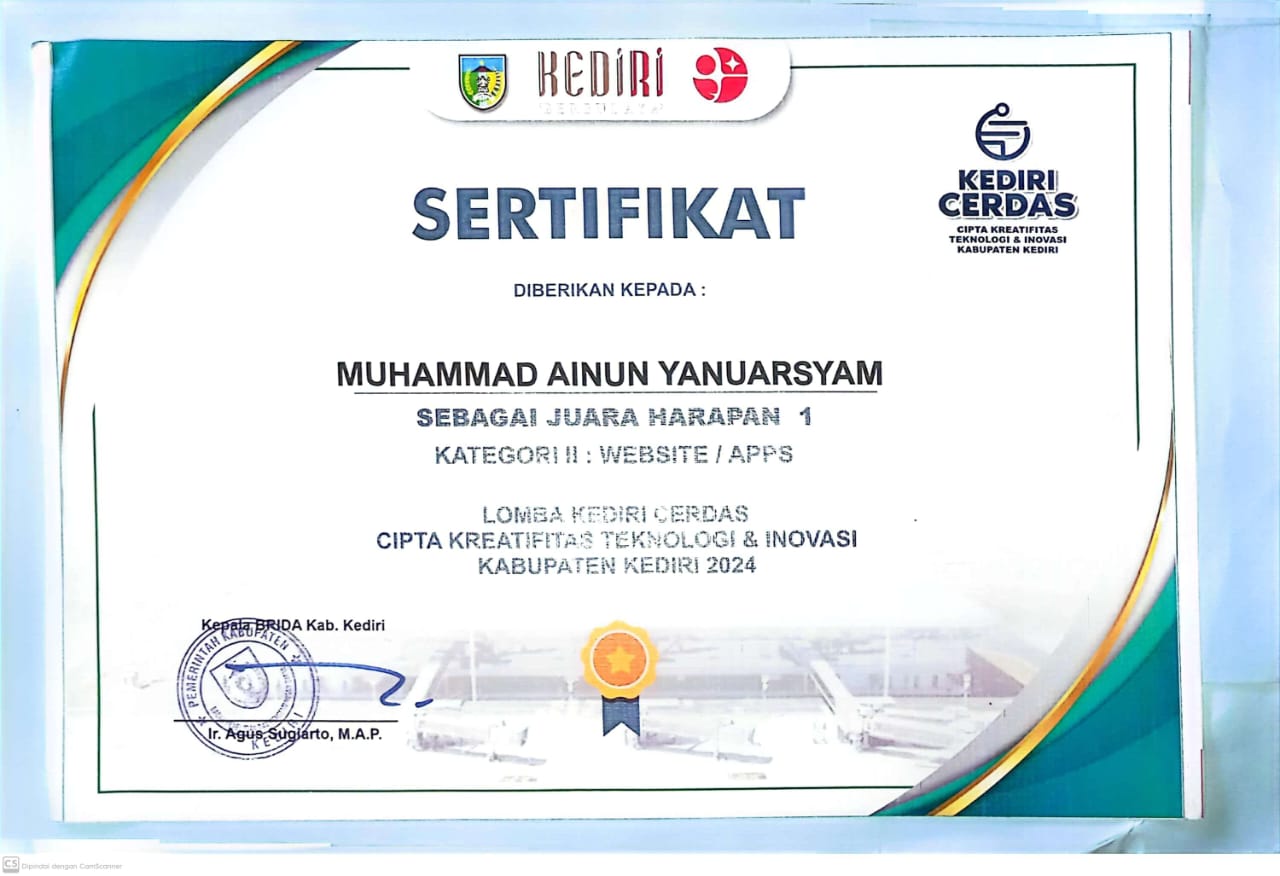 KEDIRI
BERBUDAYA
KEDIRI
CERDAS
CIPTA KREATIFITAS
TEKNOLOGI & INOVASI
KABUPATEN KEDIRI
SERTIFIKAT
DIBERIKAN KEPADA :
MUHAMMAD AINUN YANUARSYAM
SEBAGAI JUARA HARAPAN 1
KATEGORI II : WEBSITE / APPS
LOMBA KEDIRI CERDAS
CIPTA KREATIFITAS TEKNOLOGI & INOVASI
KABUPATEN KEDIRI 2024
Kepala BRIDA Kab. Kediri
PEMERINTAH KABUPATEN
KEDIRI
Ir. Agus Sugiarto, M.A.P.
CS Dipindai dengan CamScanner